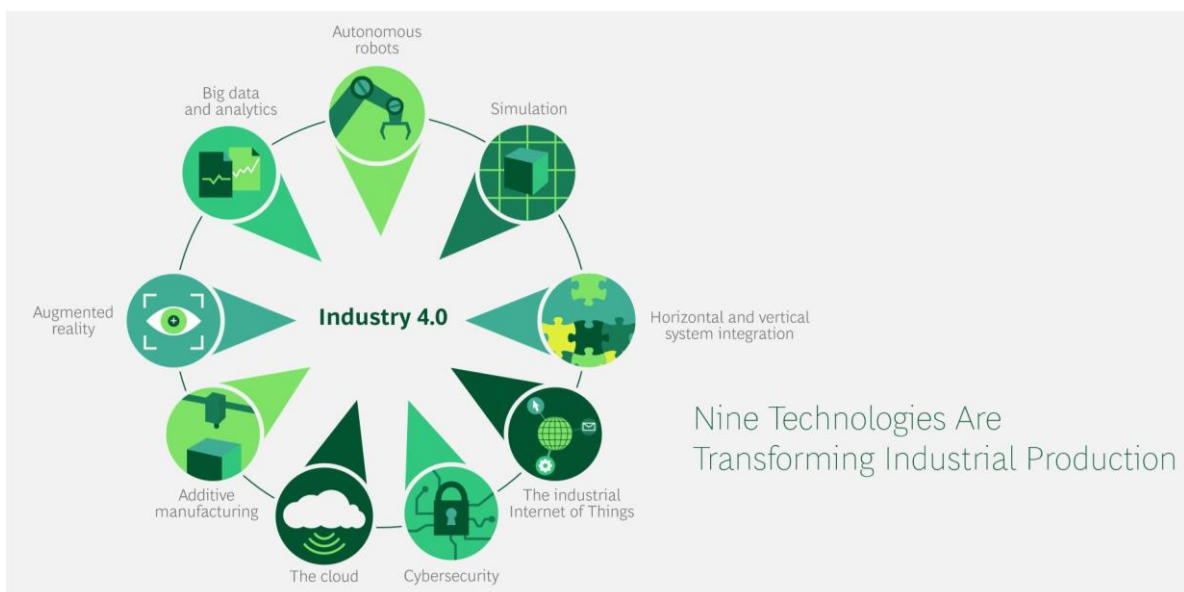 Autonomous
robots
Big data
and analytics
Simulation
Augmented
reality
Industry 4.0
Horizontal and vertical
system integration
Nine Technologies Are
Transforming Industrial Production
Additive
manufacturing
The industrial
Internet of Things
The cloud
Cybersecurity